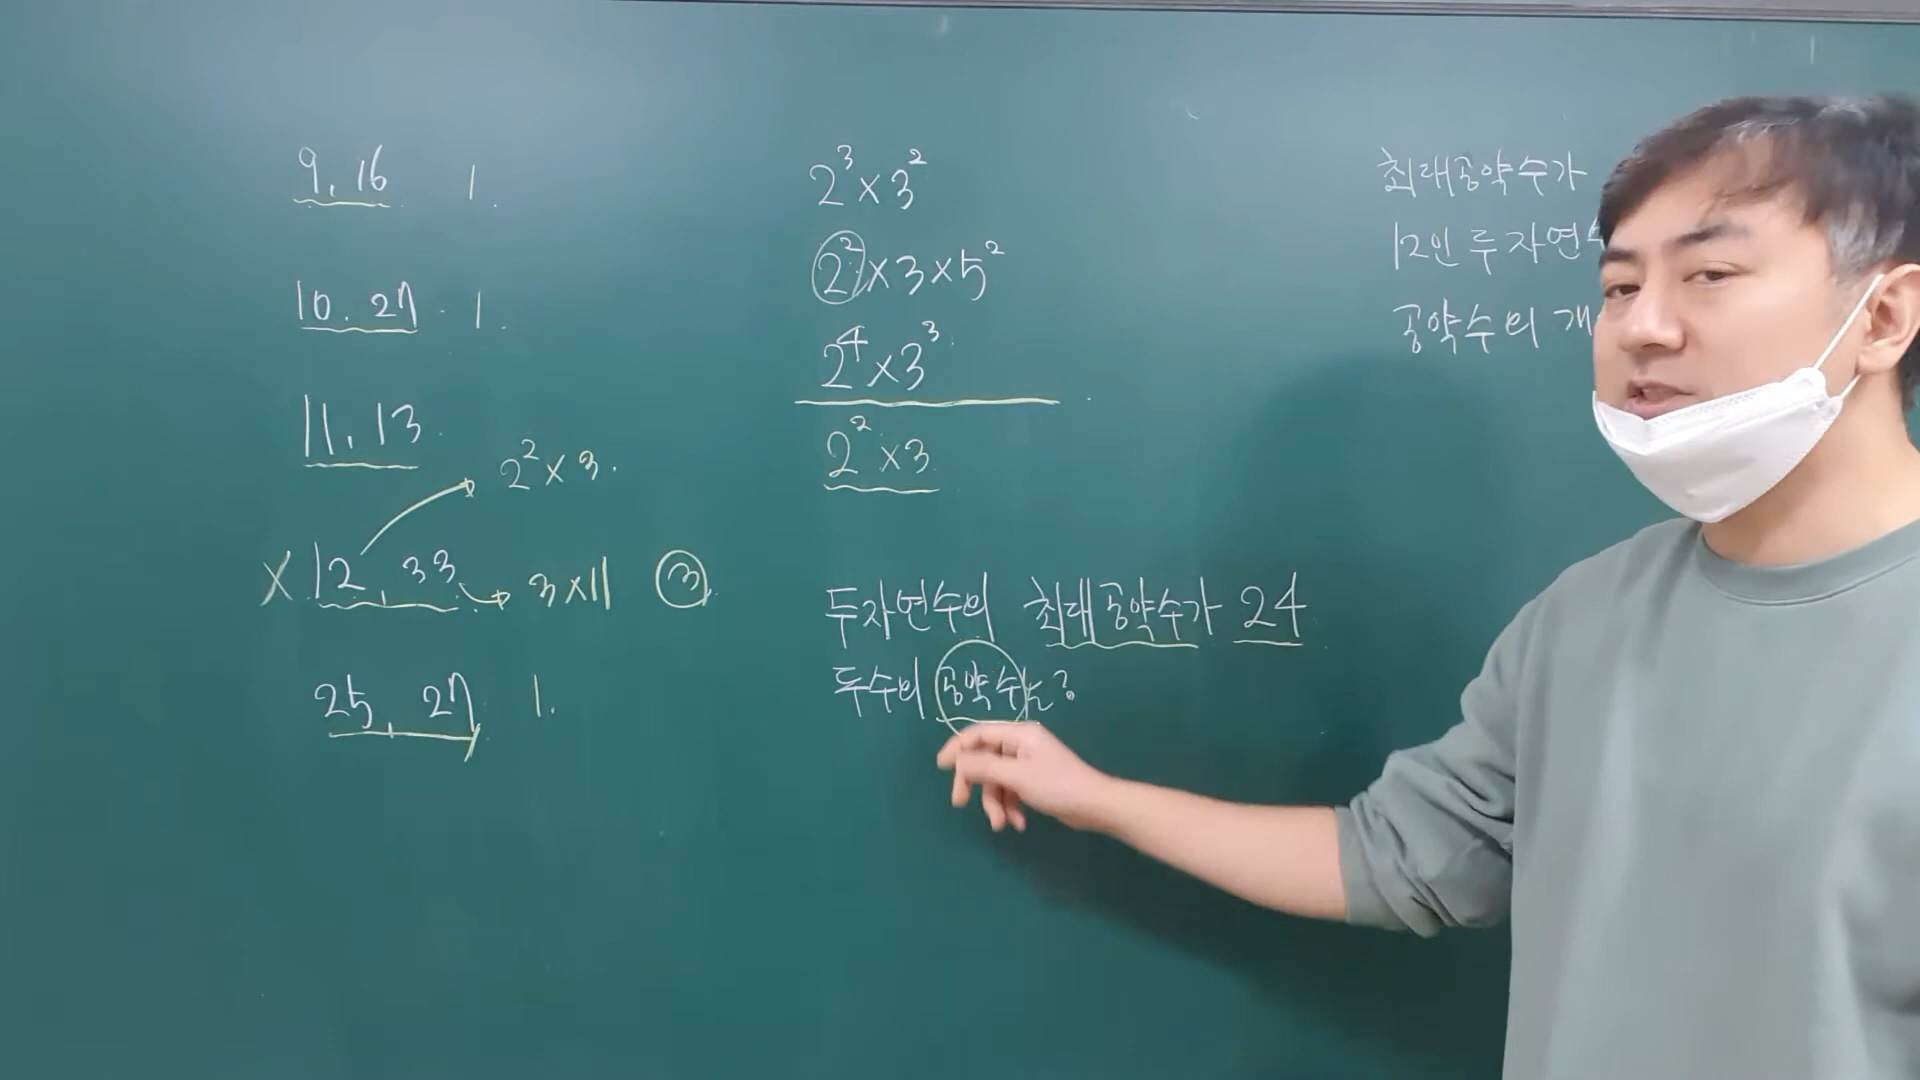 9, 16 1.
10. 27 1.
11, 13
2² × 3.
× 12, 33 → 3 × 11 ③
25, 27 1.
2³ × 3²
2² × 3 × 5²
2⁴ × 3³
2² × 3
두 자연수의 최대공약수가 24
두 수의 공약수는?
최대공약수가
12인 두 자연수
공약수의 개